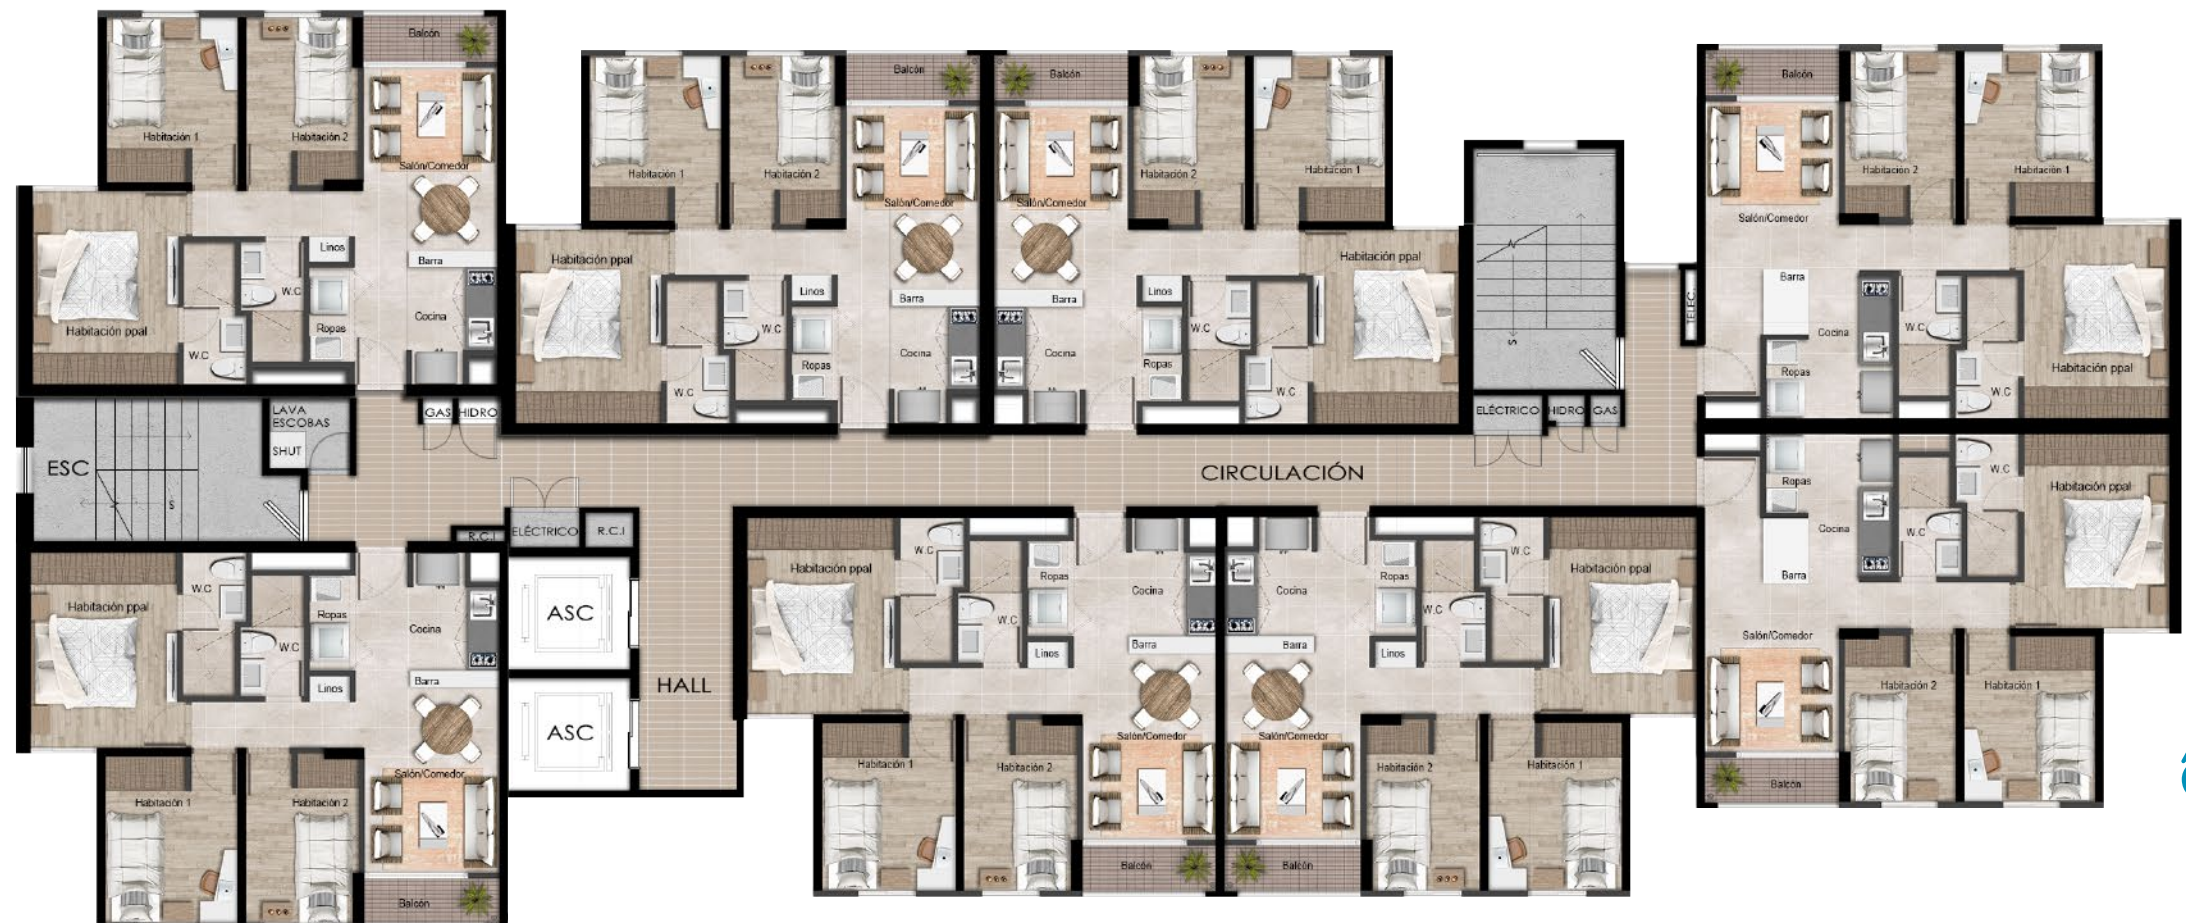 Balcón
Habitación 1
Habitación 2
Salón/Comedor
Linos
Barra
W.C
Habitación ppal
Ropas
Cocina
W.C
Balcón
Habitación 1
Habitación 2
Salón/Comedor
Habitación ppal
Linos
Barra
W.C
Cocina
Ropas
W.C
Balcón
Habitación 2
Habitación 1
Salón/Comedor
Habitación ppal
Linos
Barra
W.C
Cocina
Ropas
W.C
Balcón
Habitación 2
Habitación 1
Salón/Comedor
Barra
Cocina
W.C
Ropas
Habitación ppal
W.C
S
TELEC.
ELÉCTRICO
HIDRO
GAS
LAVA
ESCOBAS
SHUT
GAS
HIDRO
ESC
S
CIRCULACIÓN
R.C.I
ELÉCTRICO
R.C.I
ASC
ASC
HALL
W.C
Habitación ppal
Ropas
Cocina
W.C
Linos
Barra
Salón/Comedor
Habitación 1
Habitación 2
Balcón
W.C
Habitación ppal
Ropas
Cocina
W.C
Barra
Linos
Salón/Comedor
Habitación 1
Habitación 2
Balcón
W.C
Habitación ppal
Ropas
Cocina
W.C
Barra
Linos
Salón/Comedor
Habitación 2
Habitación 1
Balcón
W.C
Ropas
Habitación ppal
Cocina
W.C
Barra
Salón/Comedor
Habitación 2
Habitación 1
Balcón